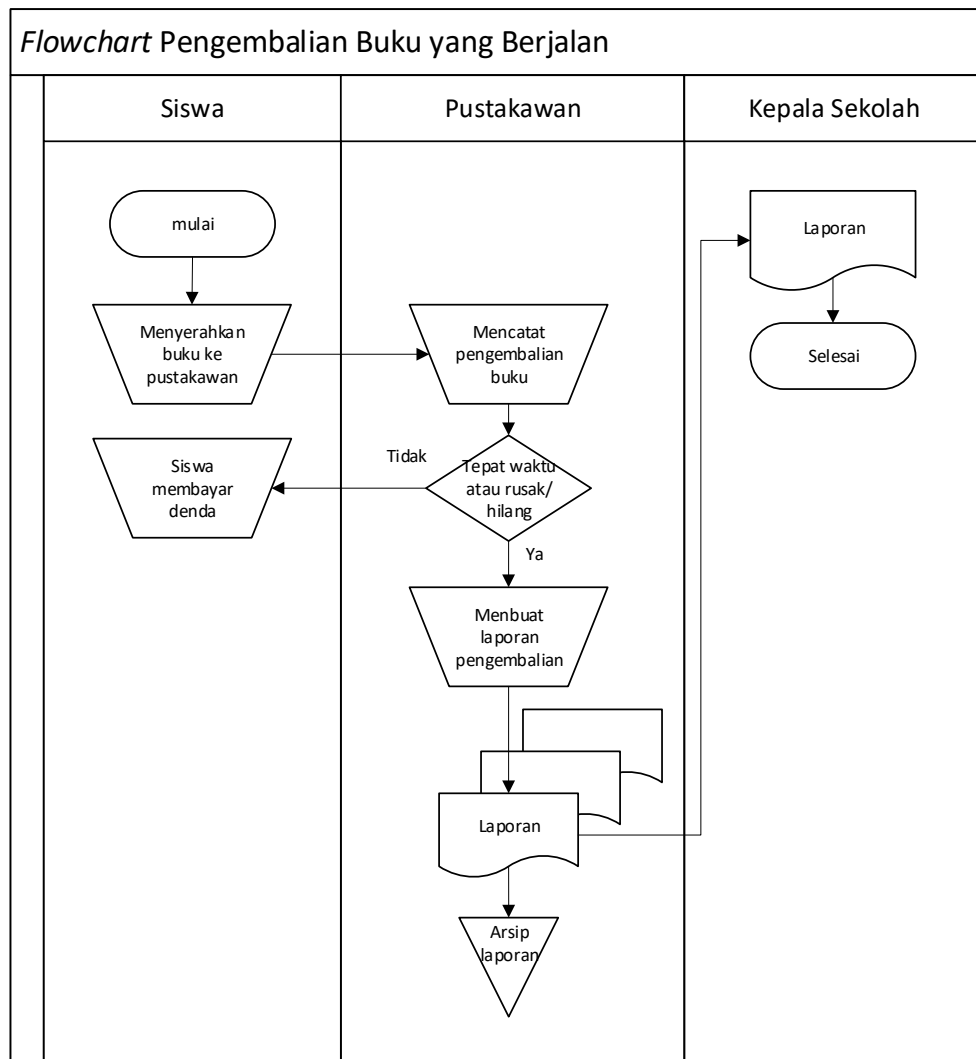 Flowchart Pengembalian Buku yang Berjalan
Siswa
Pustakawan
Kepala Sekolah
mulai
Menyerahkan
buku ke
pustakawan
Mencatat
pengembalian
buku
Tepat waktu
atau rusak/
hilang
Tidak
Siswa
membayar
denda
Ya
Menbuat
laporan
pengembalian
Laporan
Arsip
laporan
Laporan
Selesai